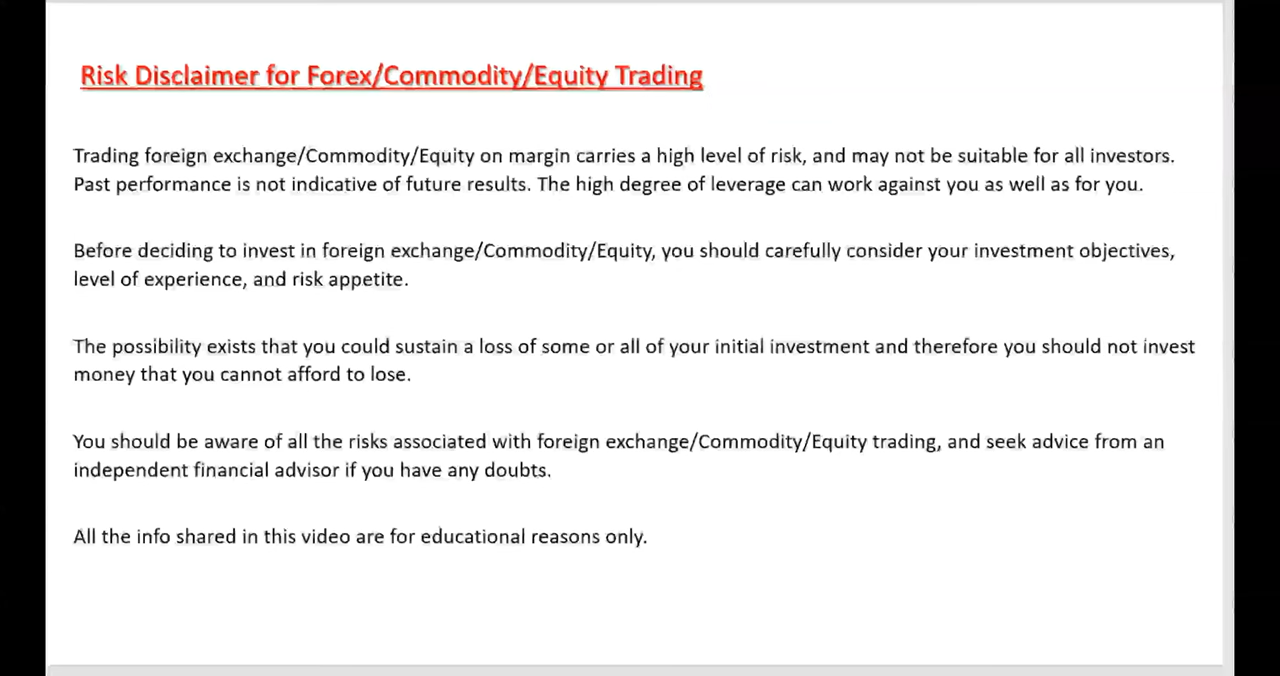 Risk Disclaimer for Forex/Commodity/Equity Trading
Trading foreign exchange/Commodity/Equity on margin carries a high level of risk, and may not be suitable for all investors.
Past performance is not indicative of future results. The high degree of leverage can work against you as well as for you.
Before deciding to invest in foreign exchange/Commodity/Equity, you should carefully consider your investment objectives,
level of experience, and risk appetite.
The possibility exists that you could sustain a loss of some or all of your initial investment and therefore you should not invest
money that you cannot afford to lose.
You should be aware of all the risks associated with foreign exchange/Commodity/Equity trading, and seek advice from an
independent financial advisor if you have any doubts.
All the info shared in this video are for educational reasons only.